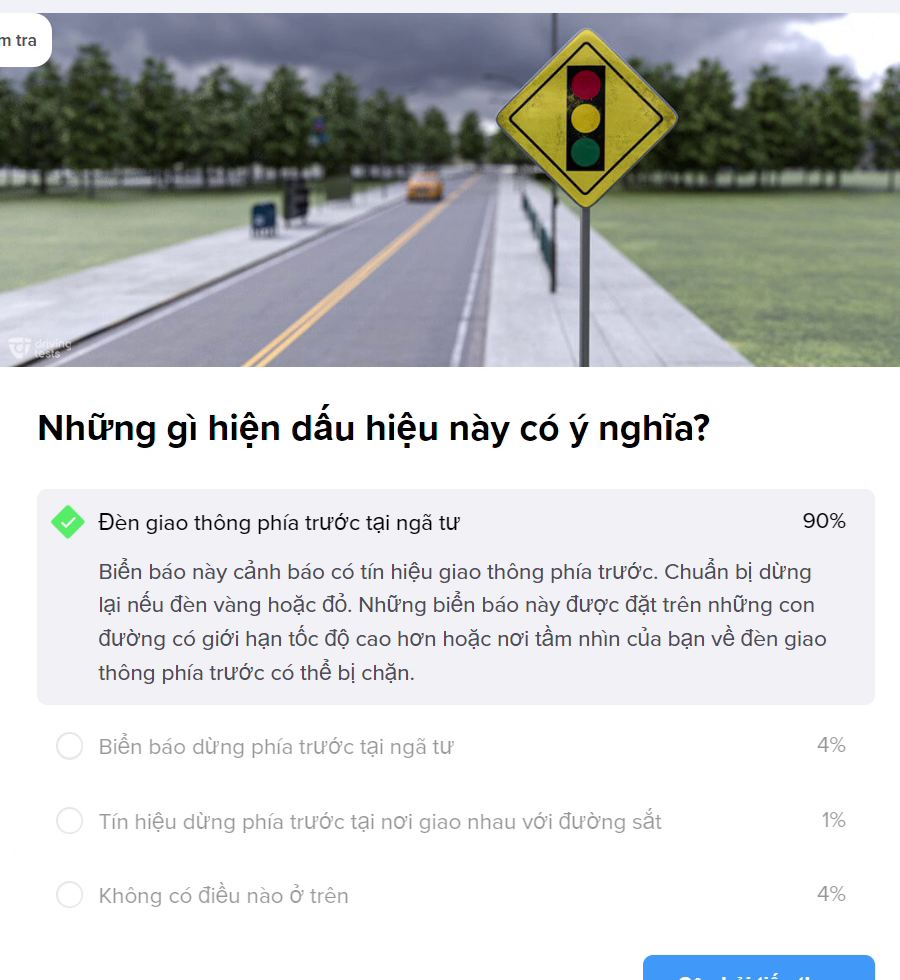 m tra
driving
tests
Những gì hiện dấu hiệu này có ý nghĩa?
Đèn giao thông phía trước tại ngã tư
90%
Biển báo này cảnh báo có tín hiệu giao thông phía trước. Chuẩn bị dừng
lại nếu đèn vàng hoặc đỏ. Những biển báo này được đặt trên những con
đường có giới hạn tốc độ cao hơn hoặc nơi tầm nhìn của bạn về đèn giao
thông phía trước có thể bị chặn.
Biển báo dừng phía trước tại ngã tư
4%
Tín hiệu dừng phía trước tại nơi giao nhau với đường sắt
1%
Không có điều nào ở trên
4%